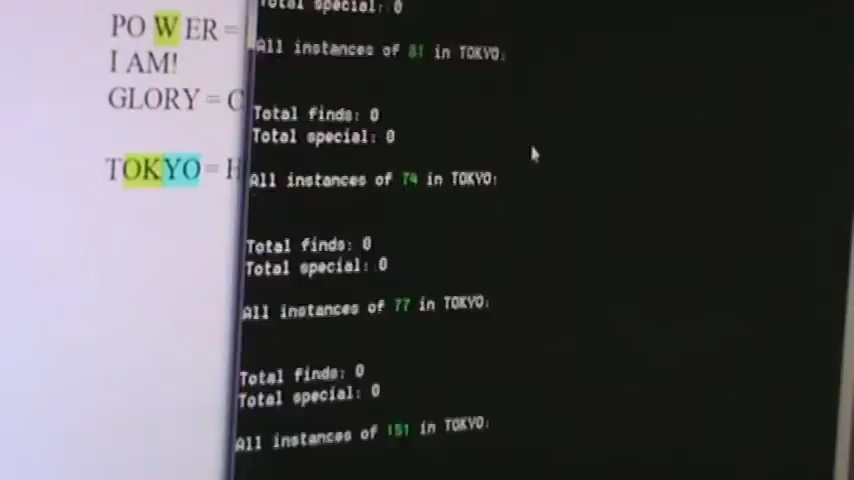 PO W ER =
I AM!
GLORY = C
TOKYO = H
Total special: 0
All instances of 81 in TOKYO:
Total finds: 0
Total special: 0
All instances of 74 in TOKYO:
Total finds: 0
Total special: 0
All instances of 77 in TOKYO:
Total finds: 0
Total special: 0
All instances of 151 in TOKYO: